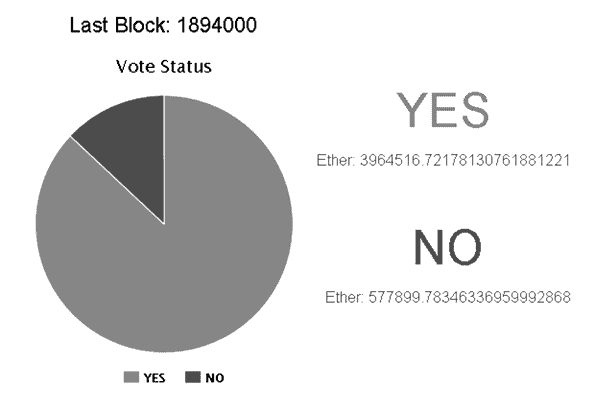 Last Block: 1894000
Vote Status
YES
Ether: 3964516.72178130761881221
NO
Ether: 577899.78346336959992868
YES NO